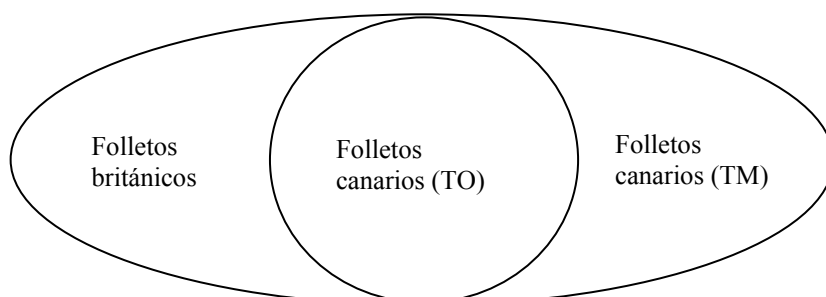 Folletos
británicos
Folletos
canarios (TO)
Folletos
canarios (TM)